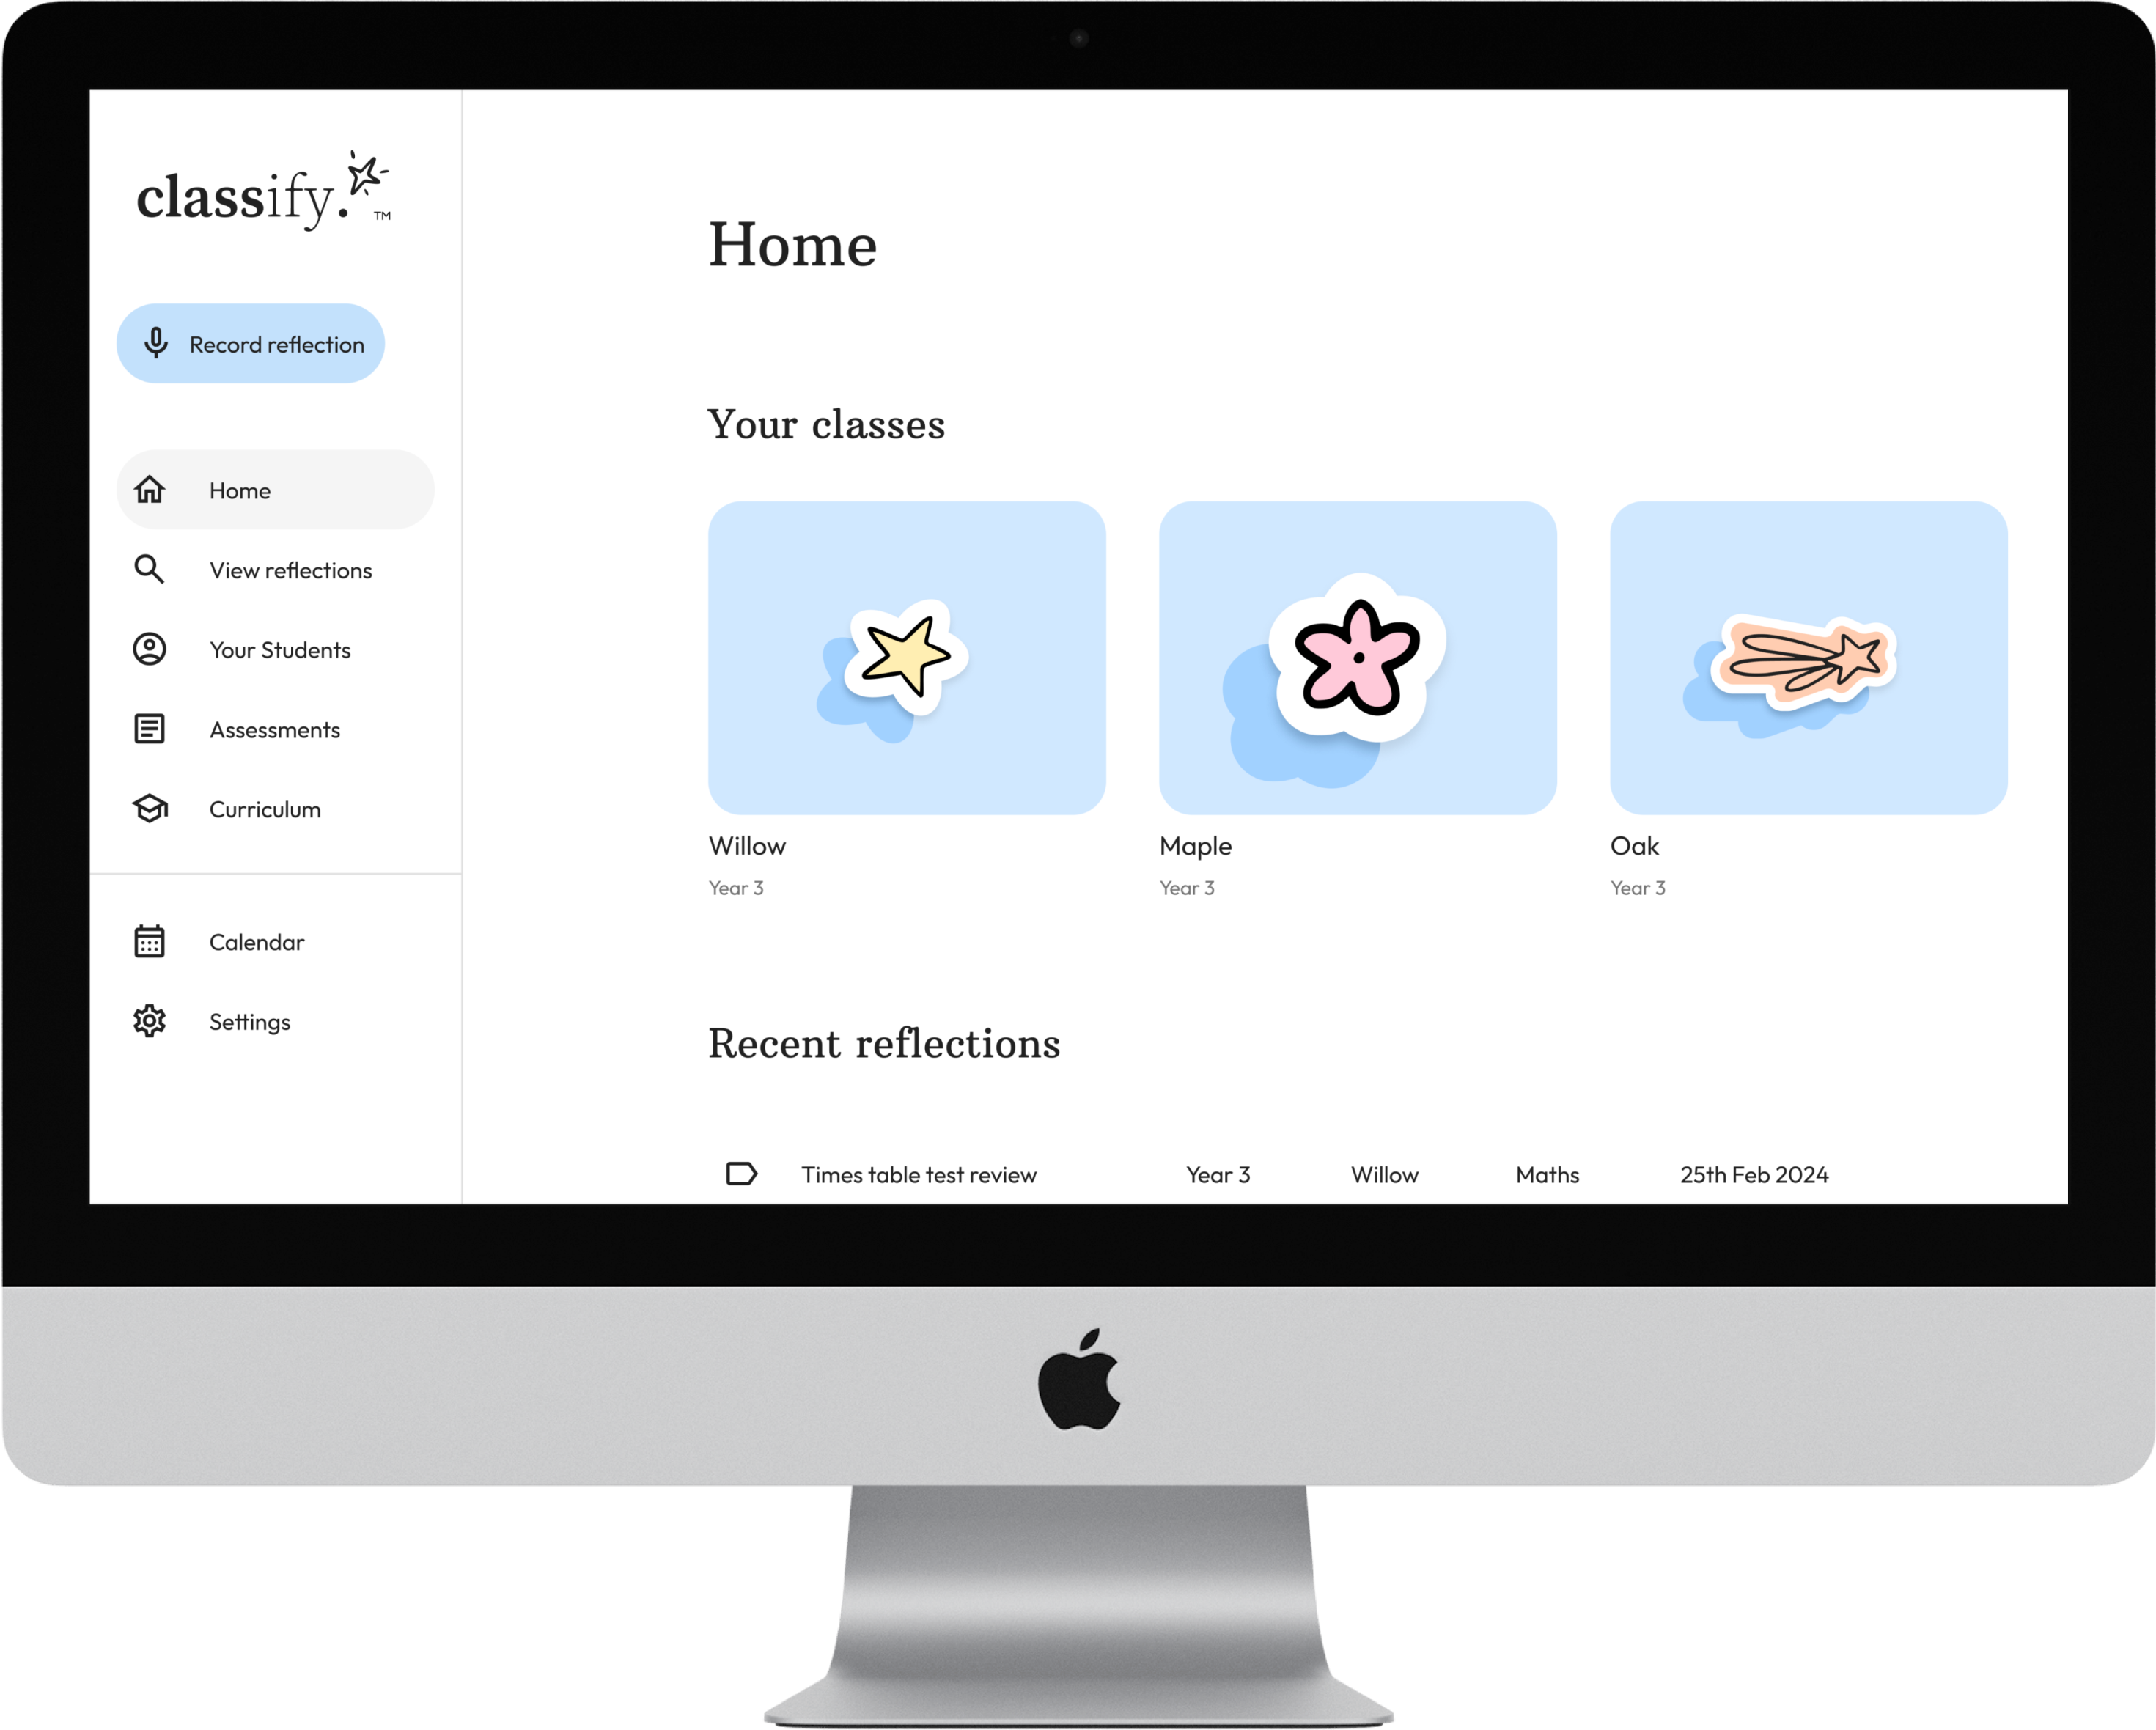 classify. TM
Record reflection
Home
View reflections
Your Students
Assessments
Curriculum
Calendar
Settings
Home
Your classes
Willow
Year 3
Maple
Year 3
Oak
Year 3
Recent reflections
Times table test review Year 3 Willow Maths 25th Feb 2024